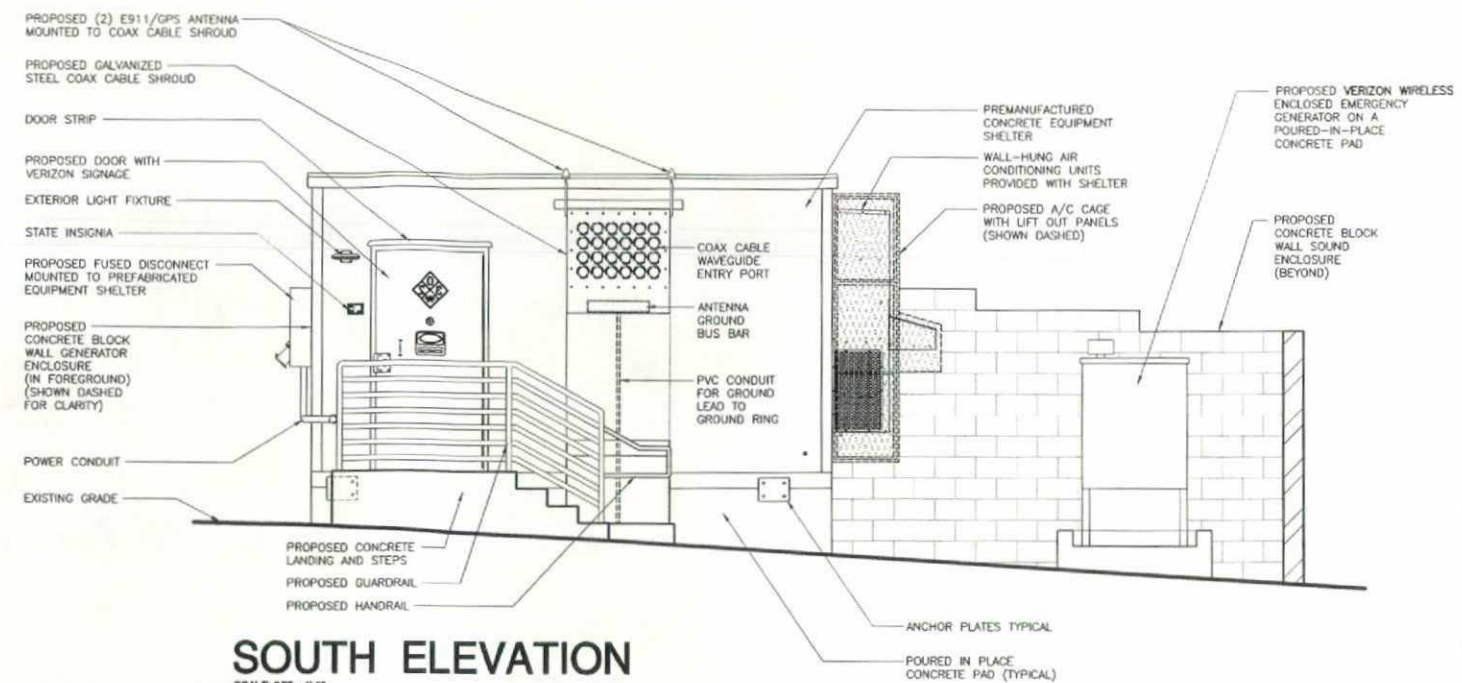 PROPOSED (2) E911/GPS ANTENNA
MOUNTED TO COAX CABLE SHROUD
PROPOSED GALVANIZED
STEEL COAX CABLE SHROUD
DOOR STRIP
PROPOSED DOOR WITH
VERIZON SIGNAGE
EXTERIOR LIGHT FIXTURE
STATE INSIGNIA
PROPOSED FUSED DISCONNECT
MOUNTED TO PREFABRICATED
EQUIPMENT SHELTER
PROPOSED
CONCRETE BLOCK
WALL GENERATOR
ENCLOSURE
(IN FOREGROUND)
(SHOWN DASHED
FOR CLARITY)
POWER CONDUIT
EXISTING GRADE
PROPOSED CONCRETE
LANDING AND STEPS
PROPOSED GUARDRAIL
PROPOSED HANDRAIL
COAX CABLE
WAVEGUIDE
ENTRY PORT
ANTENNA
GROUND
BUS BAR
PVC CONDUIT
FOR GROUND
LEAD TO
GROUND RING
PREMANUFACTURED
CONCRETE EQUIPMENT
SHELTER
WALL-HUNG AIR
CONDITIONING UNITS
PROVIDED WITH SHELTER
PROPOSED A/C CAGE
WITH LIFT OUT PANELS
(SHOWN DASHED)
PROPOSED VERIZON WIRELESS
ENCLOSED EMERGENCY
GENERATOR ON A
POURED-IN-PLACE
CONCRETE PAD
PROPOSED
CONCRETE BLOCK
WALL SOUND
ENCLOSURE
(BEYOND)
ANCHOR PLATES TYPICAL
POURED IN PLACE
CONCRETE PAD (TYPICAL)
SOUTH ELEVATION